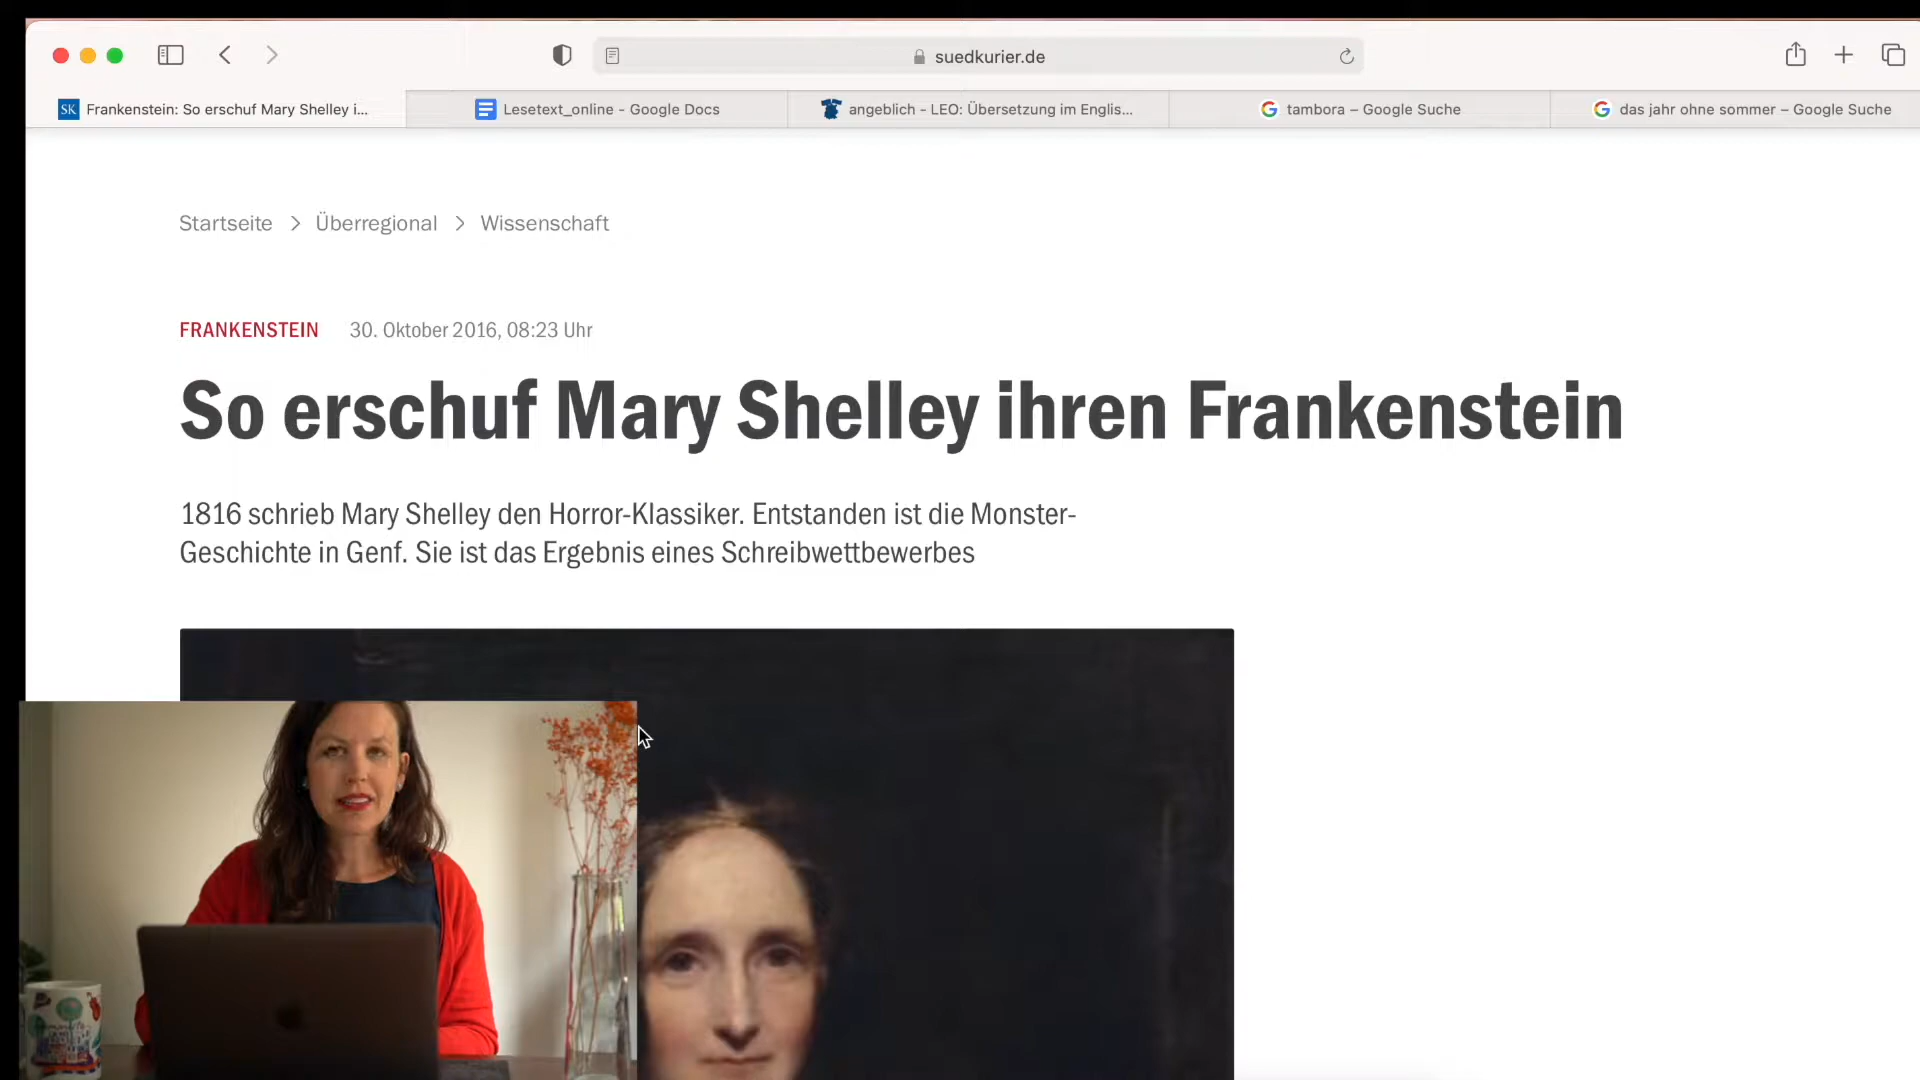 suedkurier.de
SK Frankenstein: So erschuf Mary Shelley i...
Lesetext_online - Google Docs
angeblich - LEO: Übersetzung im Englis...
tambora – Google Suche
das jahr ohne sommer – Google Suche
Startseite > Überregional > Wissenschaft
FRANKENSTEIN 30. Oktober 2016, 08:23 Uhr
So erschuf Mary Shelley ihren Frankenstein
1816 schrieb Mary Shelley den Horror-Klassiker. Entstanden ist die Monster-
Geschichte in Genf. Sie ist das Ergebnis eines Schreibwettbewerbes